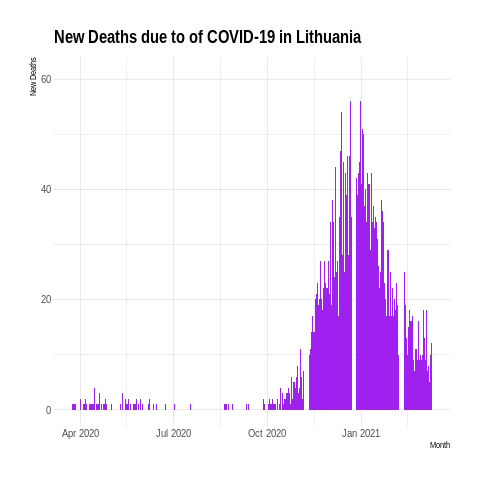 New Deaths due to of COVID-19 in Lithuania
New Deaths
60
40
20
0
Apr 2020 Jul 2020 Oct 2020 Jan 2021
Month